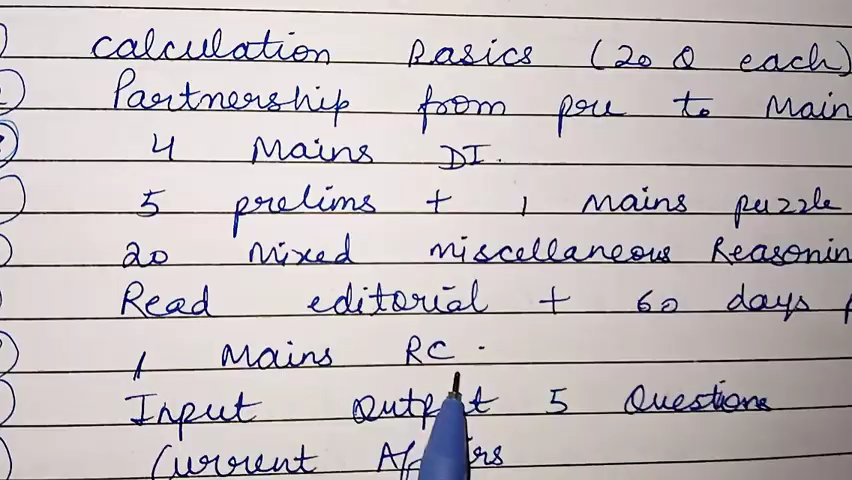 Calculation Basics (20 Q each)
Partnership from pre to Main
4 Mains DI.
5 prelims + 1 Mains puzzle
20 Mixed miscellaneous Reasonin
Read editorial + 60 days
1 Mains RC.
Input Output 5 Questions
Current Affairs